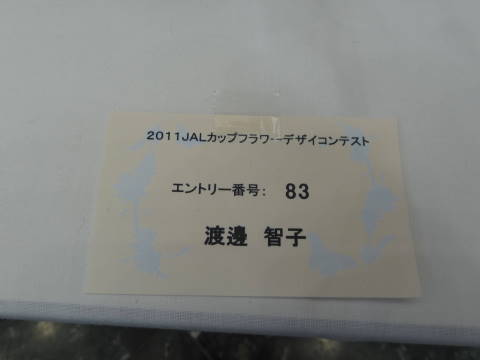 2011JALカップフラワーデザイコンテスト
エントリー番号: 83
渡邊 智子